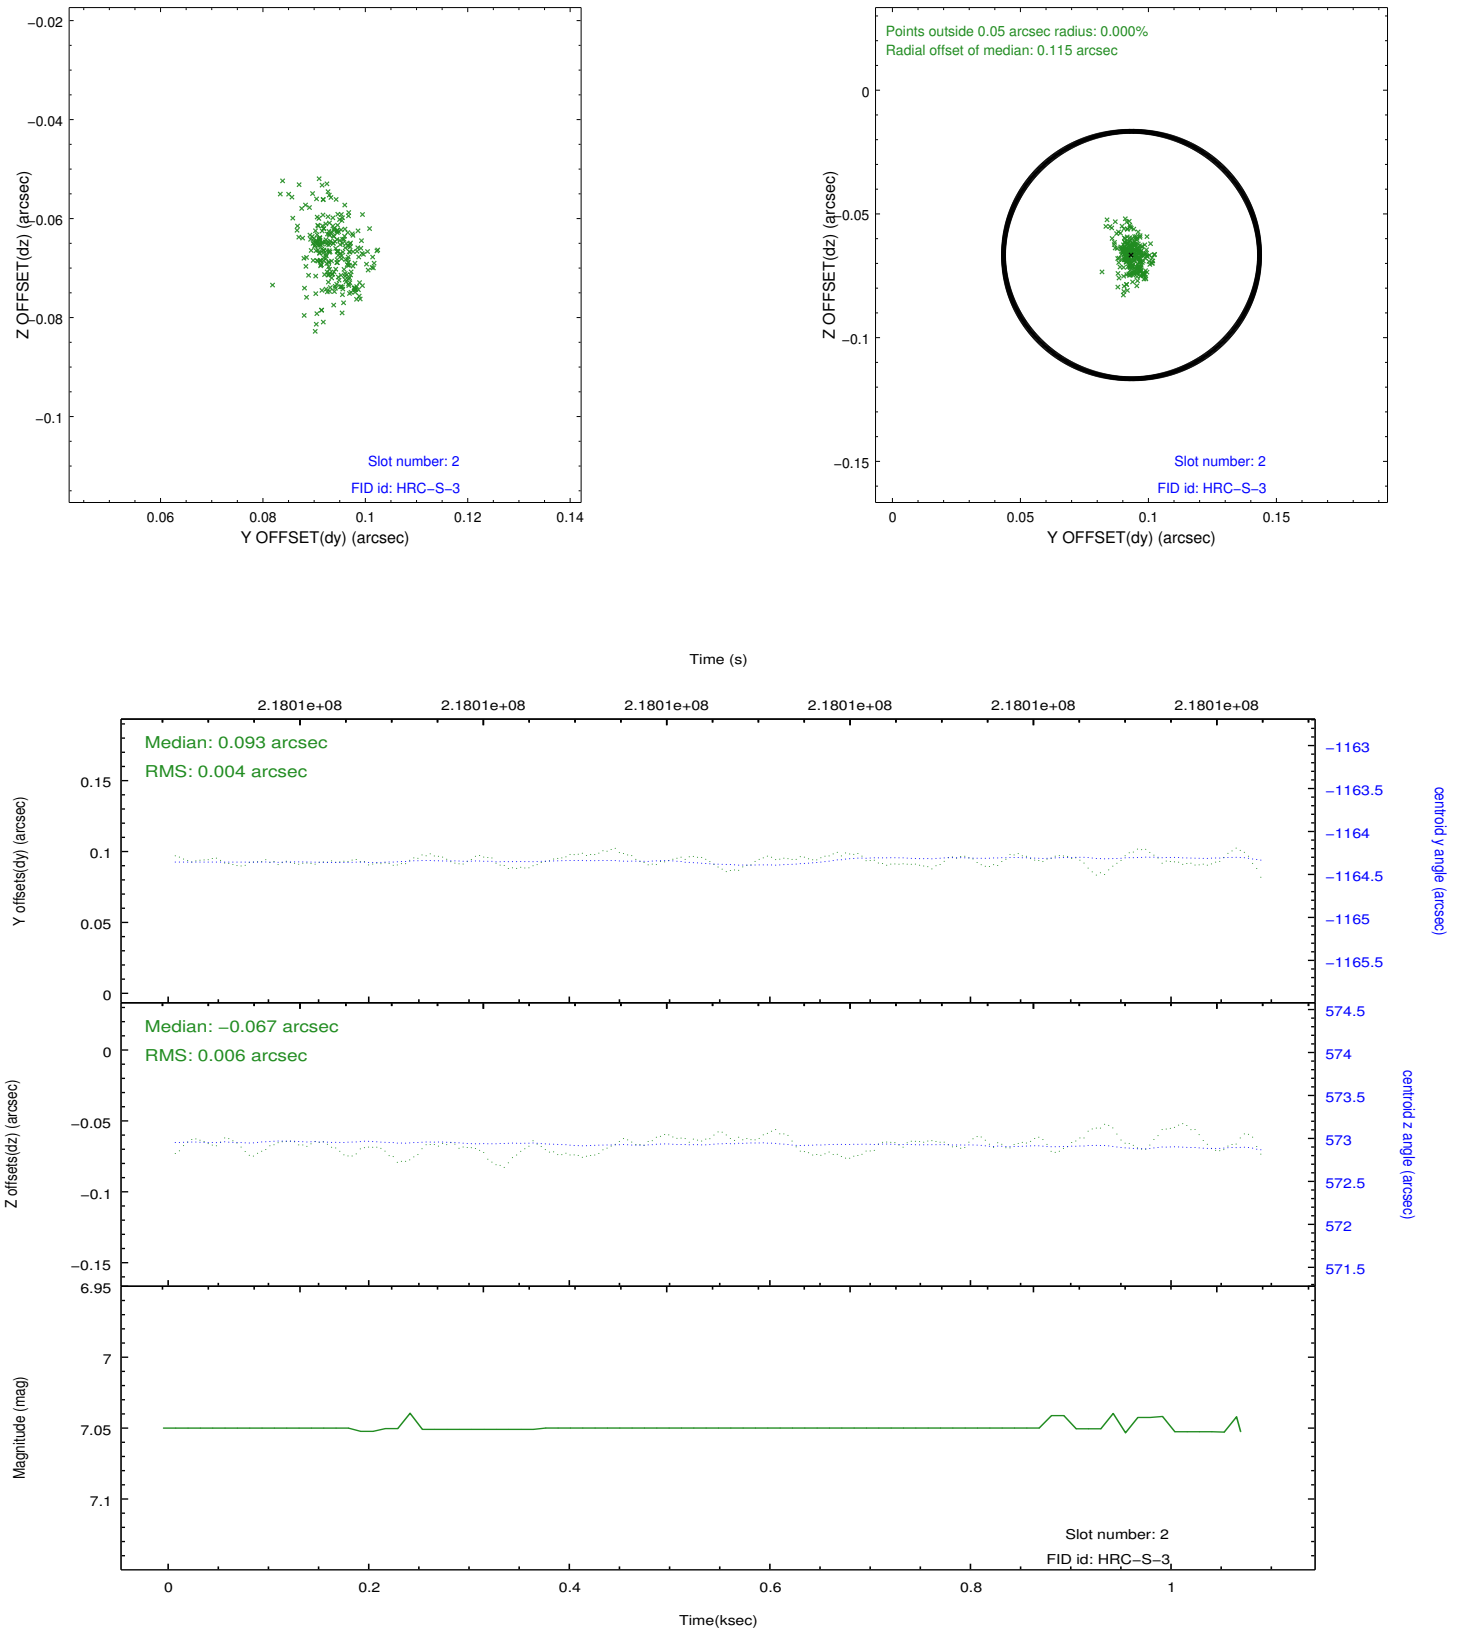 −0.02
−0.04
−0.06
−0.08
−0.1
Z OFFSET(dz) (arcsec)
Slot number: 2
FID id: HRC−S−3
0.06 0.08 0.1 0.12 0.14
Y OFFSET(dy) (arcsec)
Points outside 0.05 arcsec radius: 0.000%
Radial offset of median: 0.115 arcsec
0
−0.05
−0.1
−0.15
Z OFFSET(dz) (arcsec)
Slot number: 2
FID id: HRC−S−3
0 0.05 0.1 0.15
Y OFFSET(dy) (arcsec)
Time (s)
2.1801e+08 2.1801e+08 2.1801e+08 2.1801e+08 2.1801e+08 2.1801e+08
Median: 0.093 arcsec
RMS: 0.004 arcsec
0.15
0.1
0.05
0
Y offsets(dy) (arcsec)
−1163
−1163.5
−1164
−1164.5
−1165
−1165.5
centroid y angle (arcsec)
Median: −0.067 arcsec
RMS: 0.006 arcsec
0
−0.05
−0.1
−0.15
Z offsets(dz) (arcsec)
574.5
574
573.5
573
572.5
572
571.5
centroid z angle (arcsec)
6.95
7
7.05
7.1
Magnitude (mag)
Slot number: 2
FID id: HRC−S−3
0 0.2 0.4 0.6 0.8 1
Time(ksec)